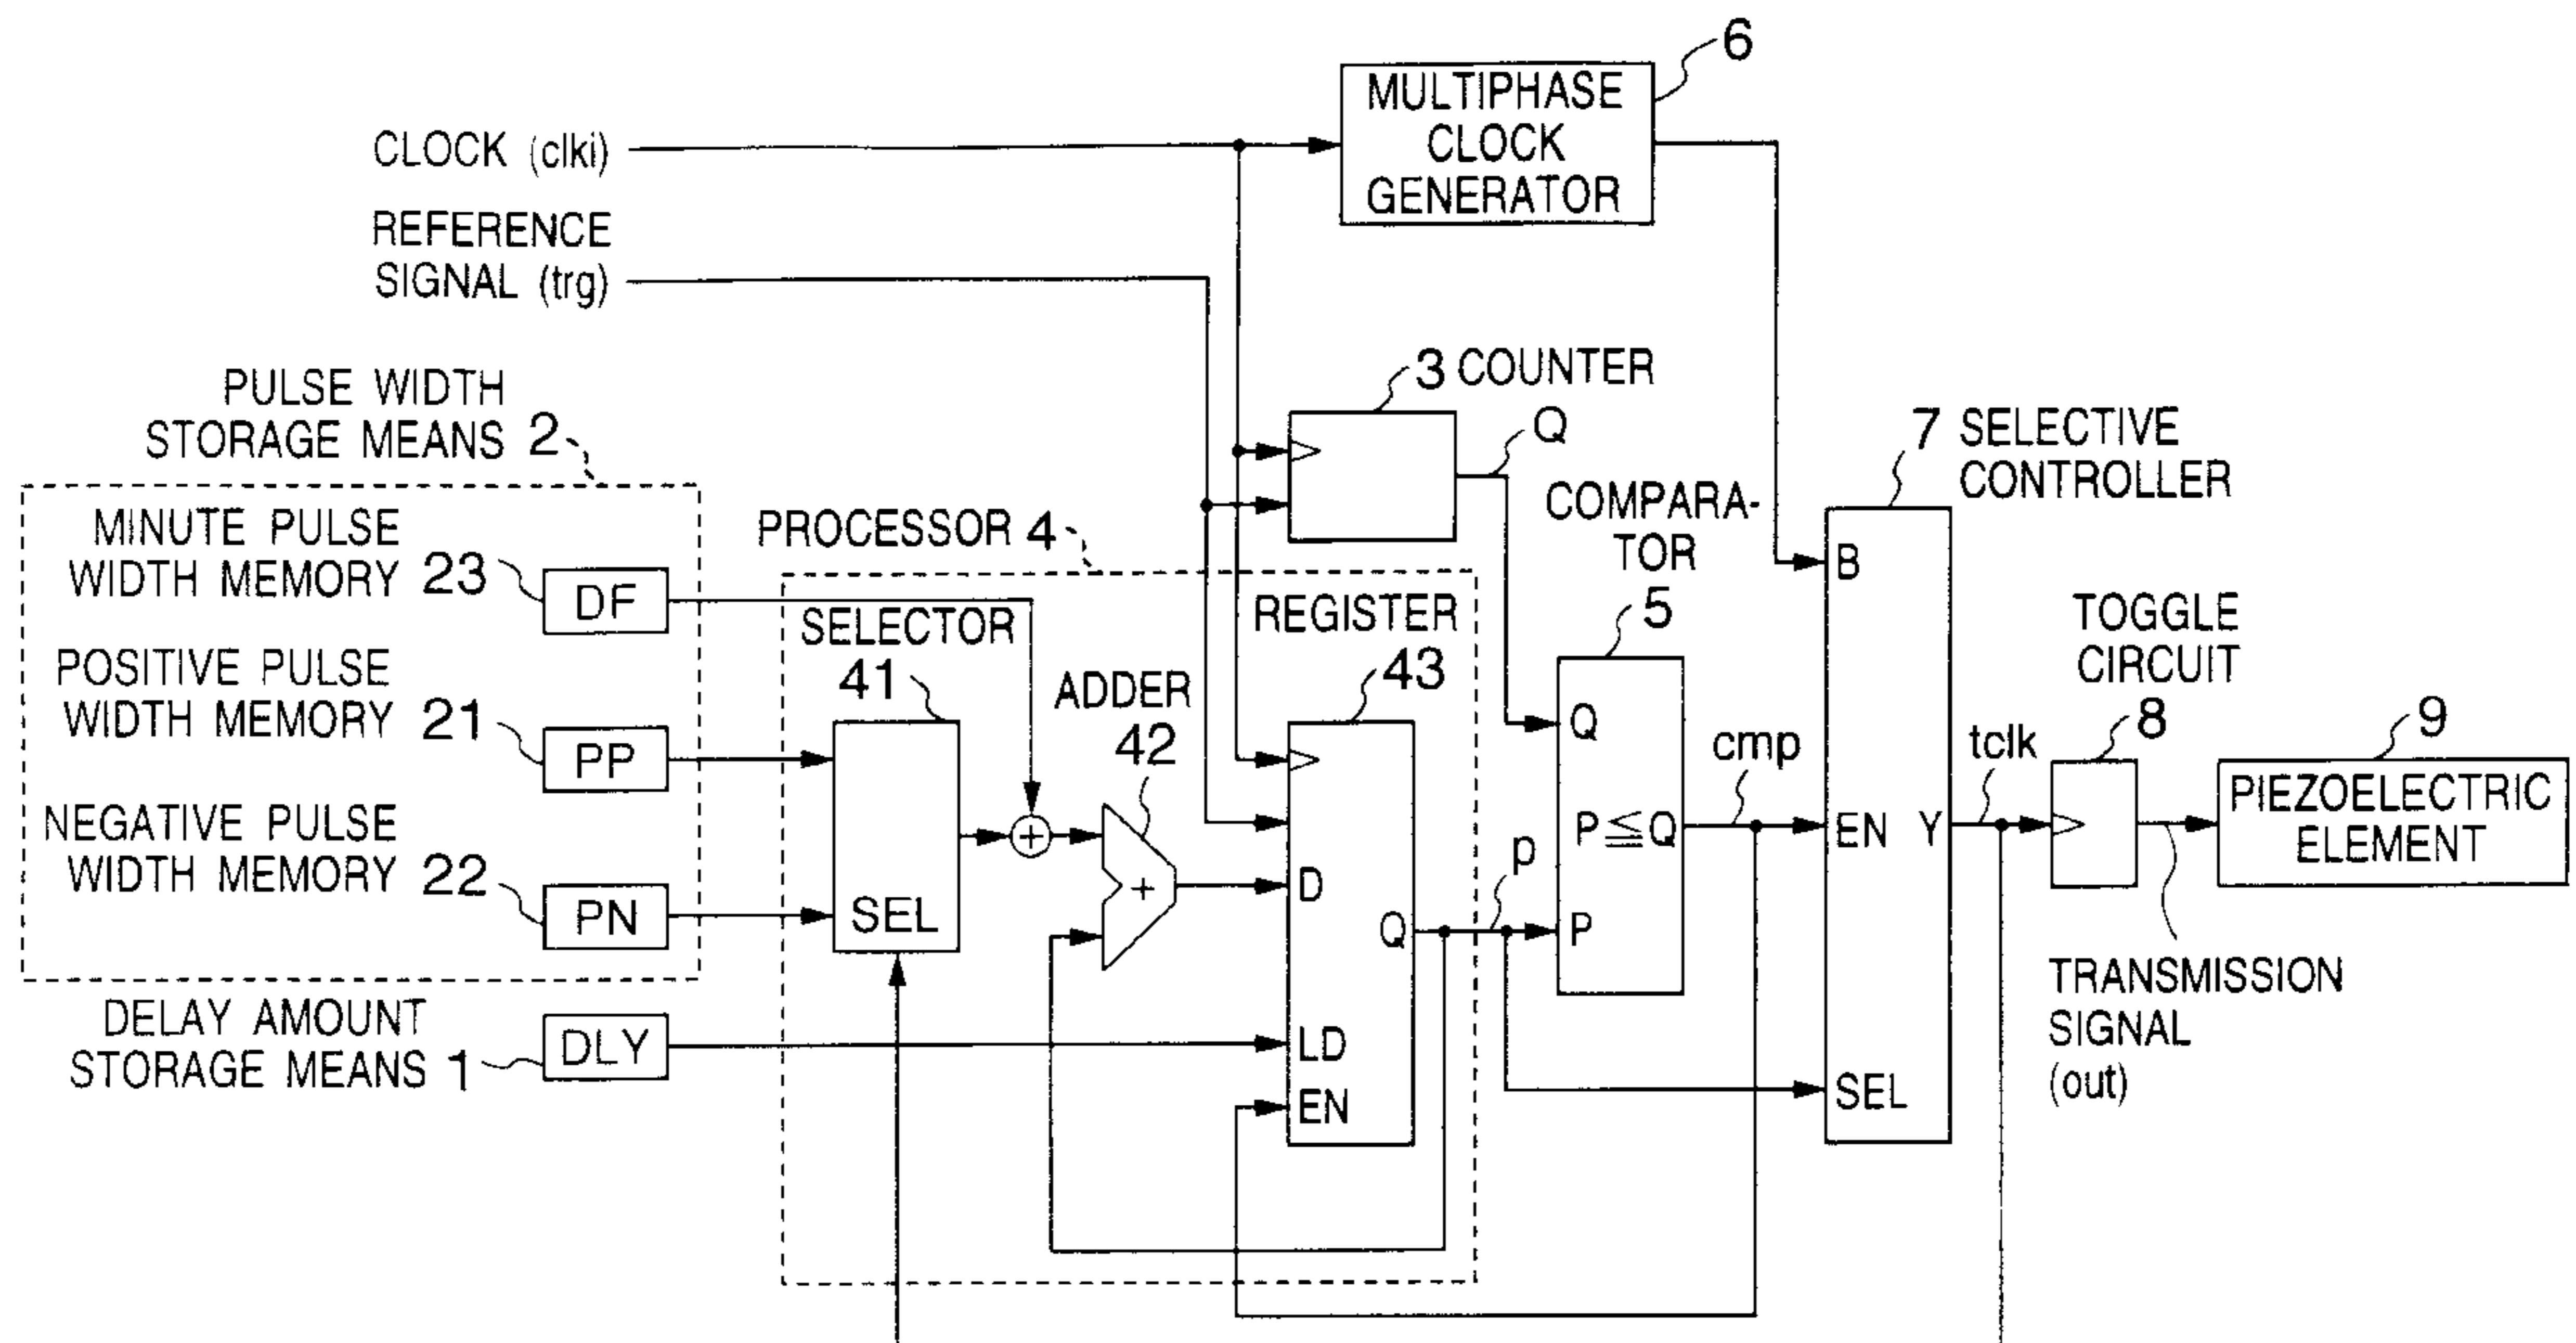 6
MULTIPHASE
CLOCK
GENERATOR
CLOCK (clki)
REFERENCE
SIGNAL (trg)
3 COUNTER
Q
PULSE WIDTH
STORAGE MEANS 2
7 SELECTIVE
CONTROLLER
COMPARA-
TOR
5
PROCESSOR 4
MINUTE PULSE
WIDTH MEMORY 23
DF
B
SELECTOR
41
REGISTER
43
TOGGLE
CIRCUIT
8
POSITIVE PULSE
WIDTH MEMORY 21
PP
ADDER
42
Q
cmp
tclk
9
PIEZOELECTRIC
ELEMENT
NEGATIVE PULSE
WIDTH MEMORY 22
PN
SEL
+
+
D
Q
p
P≦Q
P
EN
Y
TRANSMISSION
SIGNAL
(out)
DELAY AMOUNT
STORAGE MEANS 1
DLY
LD
EN
SEL